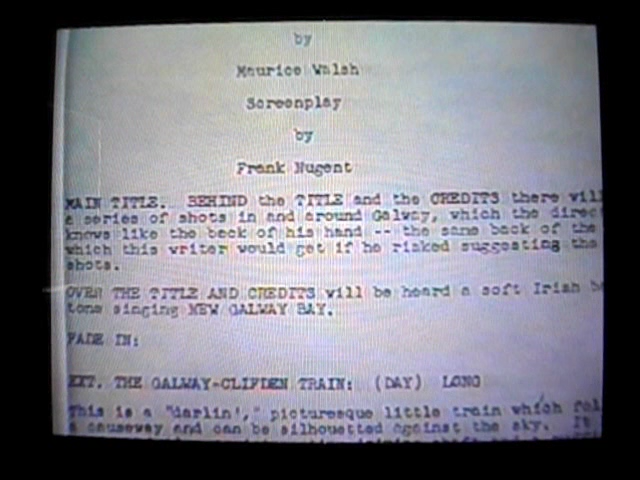 by
Maurice Walsh
Screenplay
by
Frank Nugent
MAIN TITLE. BEHIND the TITLE and the CREDITS there will
a series of shots in and around Galway, which the direct
knows like the back of his hand -- the same back of the
which this writer would get if he risked suggesting the
shots.
OVER THE TITLE AND CREDITS will be heard a soft Irish
tone singing NEW GALWAY BAY.
FADE IN:
EXT. THE GALWAY-CLIFDEN TRAIN: (DAY) LONG
This is a "darlin'," picturesque little train which fol
a causeway and can be silhouetted against the sky. It